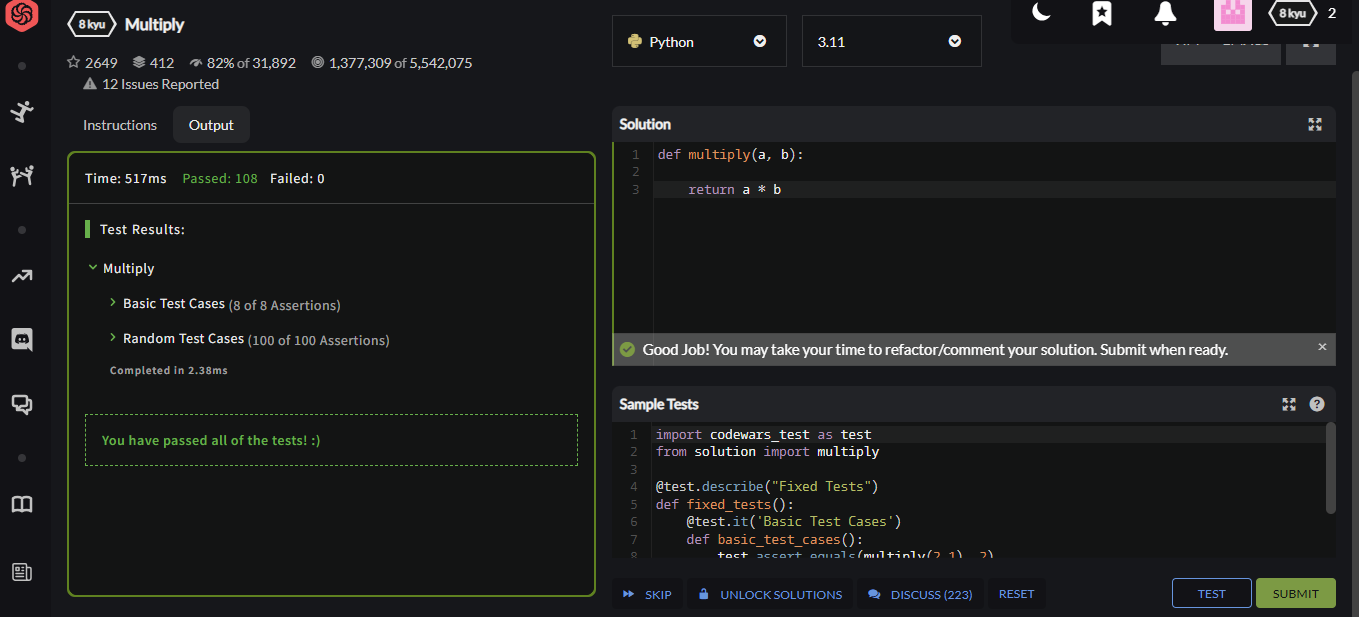 8 kyu Multiply
2649 412 82% of 31,892 1,377,309 of 5,542,075
12 Issues Reported
Instructions Output
Time: 517ms Passed: 108 Failed: 0
Test Results:
Multiply
Basic Test Cases (8 of 8 Assertions)
Random Test Cases (100 of 100 Assertions)
Completed in 2.38ms
You have passed all of the tests! :)
Python 3.11
8 kyu 2
Solution
1 def multiply(a, b):
2
3 return a * b
Good Job! You may take your time to refactor/comment your solution. Submit when ready. ×
Sample Tests ?
1 import codewars_test as test
2 from solution import multiply
3
4 @test.describe("Fixed Tests")
5 def fixed_tests():
6 @test.it('Basic Test Cases')
7 def basic_test_cases():
8 test.assert_equals(multiply(2,1), 2)
SKIP UNLOCK SOLUTIONS DISCUSS (223) RESET TEST SUBMIT